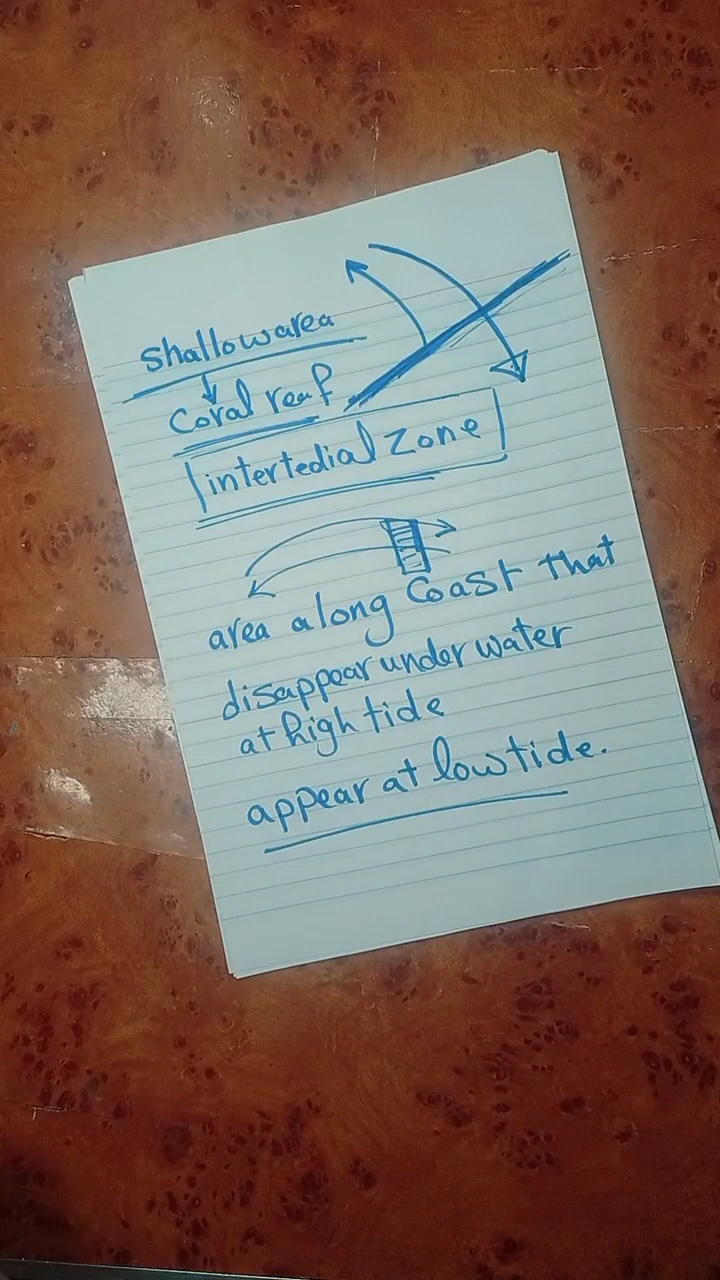 Shallow area
Coral reaf
intertedial Zone
area along Coast that
disappear under water
at high tide
appear at low tide.